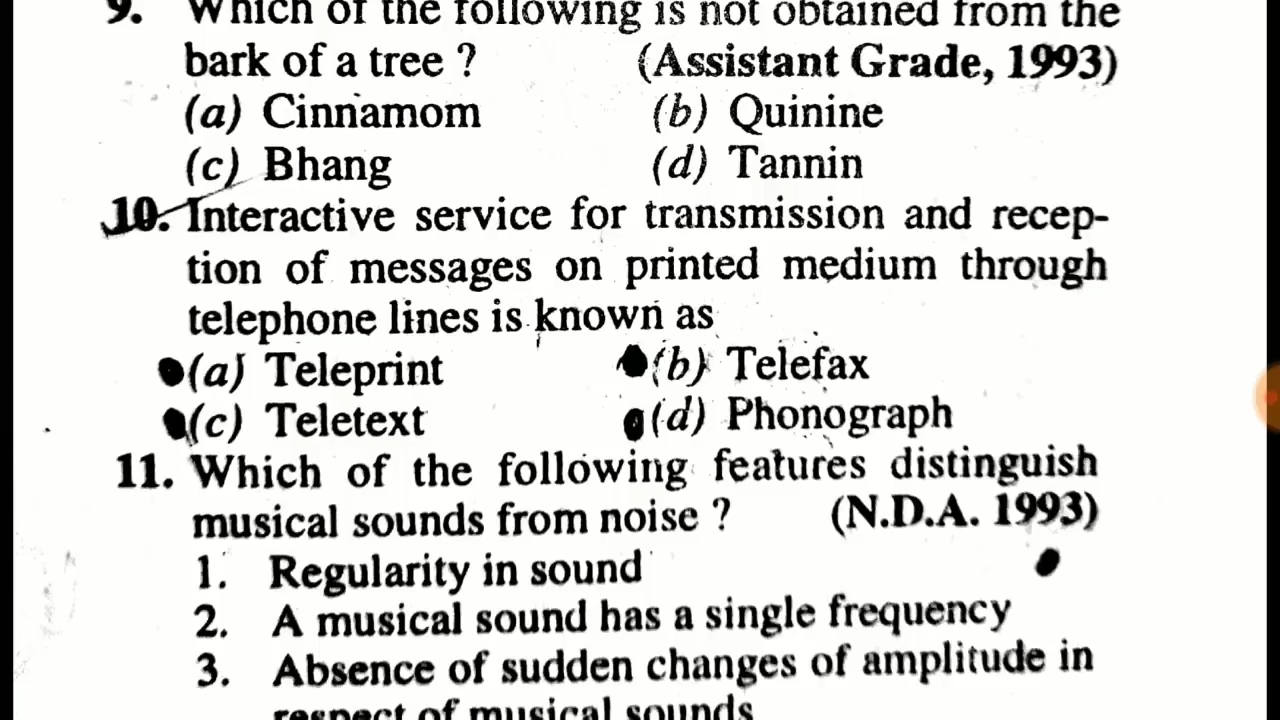 9. Which of the following is not obtained from the
bark of a tree ? (Assistant Grade, 1993)
(a) Cinnamom (b) Quinine
(c) Bhang (d) Tannin
10. Interactive service for transmission and recep-
tion of messages on printed medium through
telephone lines is known as
(a) Teleprint (b) Telefax
(c) Teletext (d) Phonograph
11. Which of the following features distinguish
musical sounds from noise ? (N.D.A. 1993)
1. Regularity in sound
2. A musical sound has a single frequency
3. Absence of sudden changes of amplitude in
respect of musical sounds